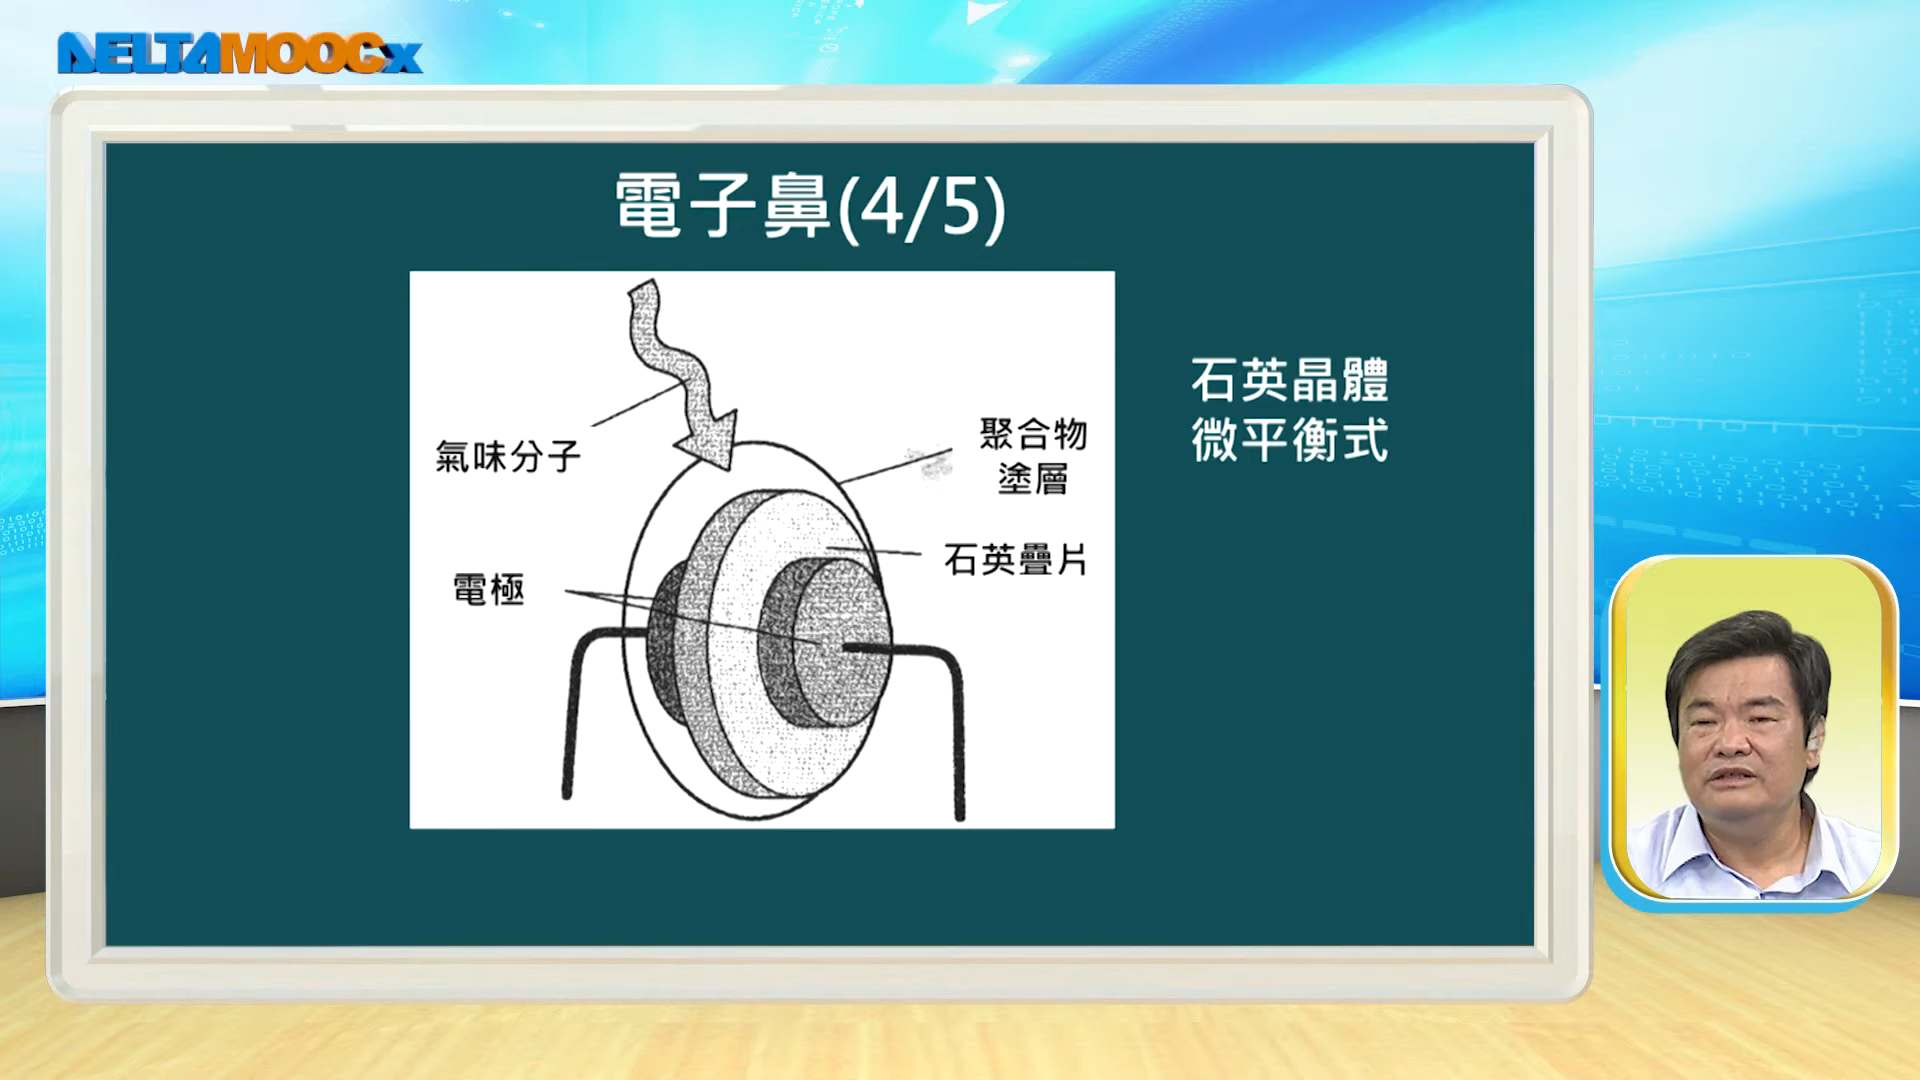 DELTAMOOCx
電子鼻(4/5)
石英晶體
微平衡式
氣味分子
聚合物
塗層
石英疊片
電極